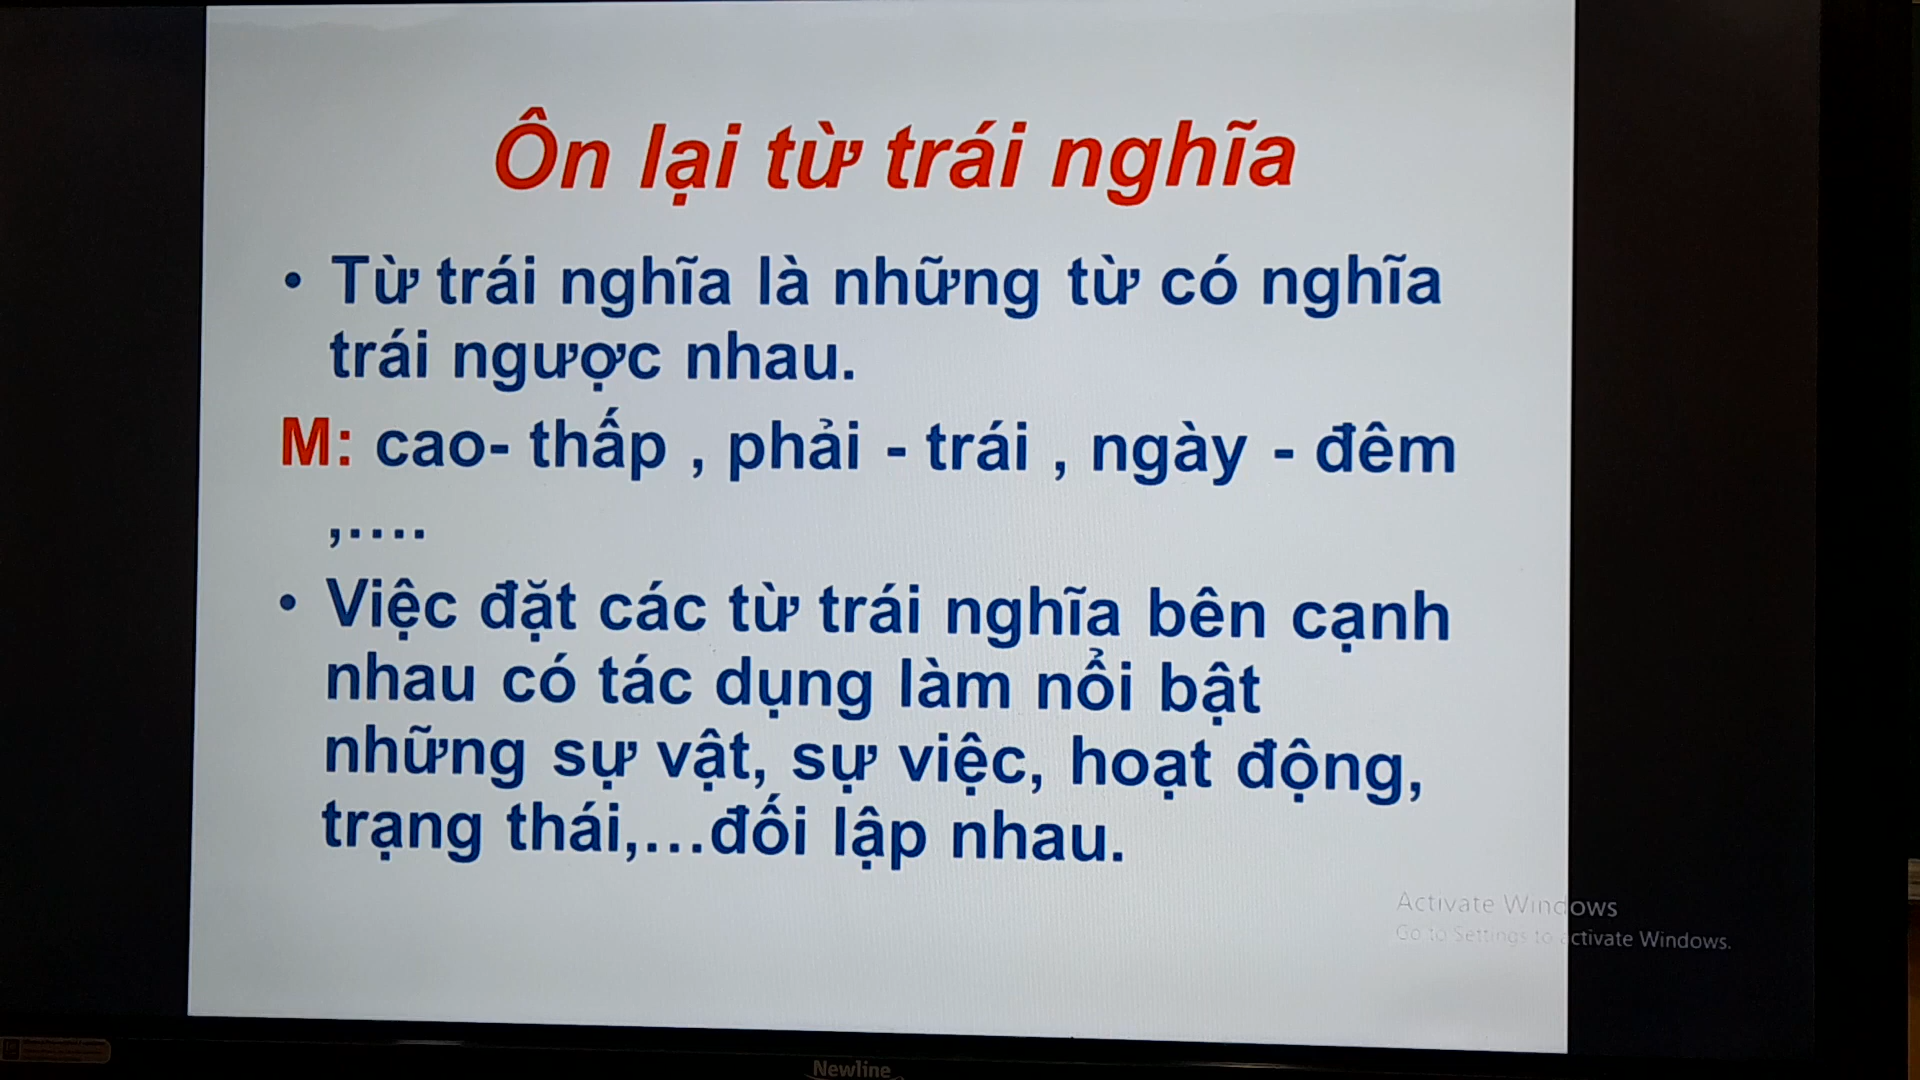 Ôn lại từ trái nghĩa
• Từ trái nghĩa là những từ có nghĩa
trái ngược nhau.
M: cao- thấp , phải - trái , ngày - đêm
,....
• Việc đặt các từ trái nghĩa bên cạnh
nhau có tác dụng làm nổi bật
những sự vật, sự việc, hoạt động,
trạng thái,...đối lập nhau.
Activate Windows
Go to Settings to activate Windows.
Newline